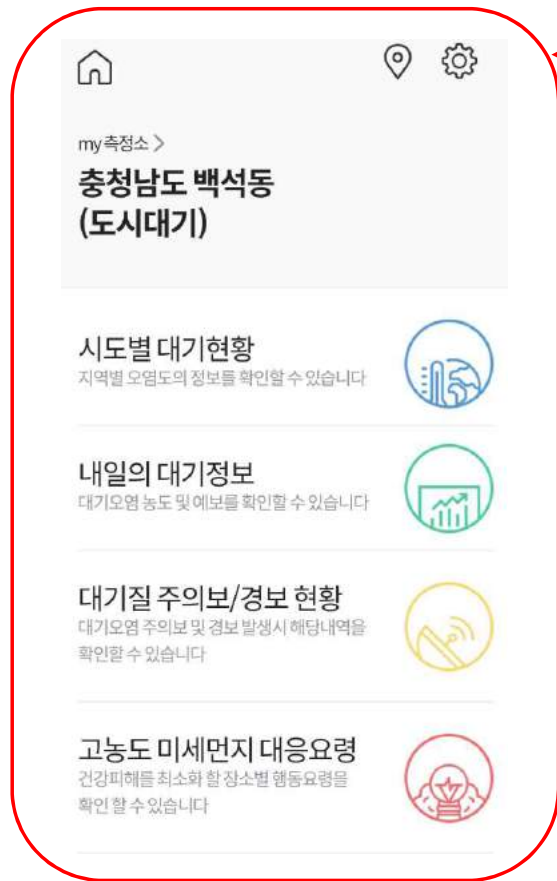 my 측정소 >
충청남도 백석동
(도시대기)
시도별 대기현황
지역별 오염도의 정보를 확인할 수 있습니다
내일의 대기정보
대기오염 농도 및 예보를 확인할 수 있습니다
대기질 주의보/경보 현황
대기오염 주의보 및 경보 발생시 해당내역을
확인할 수 있습니다
고농도 미세먼지 대응요령
건강피해를 최소화 할 장소별 행동요령을
확인 할 수 있습니다